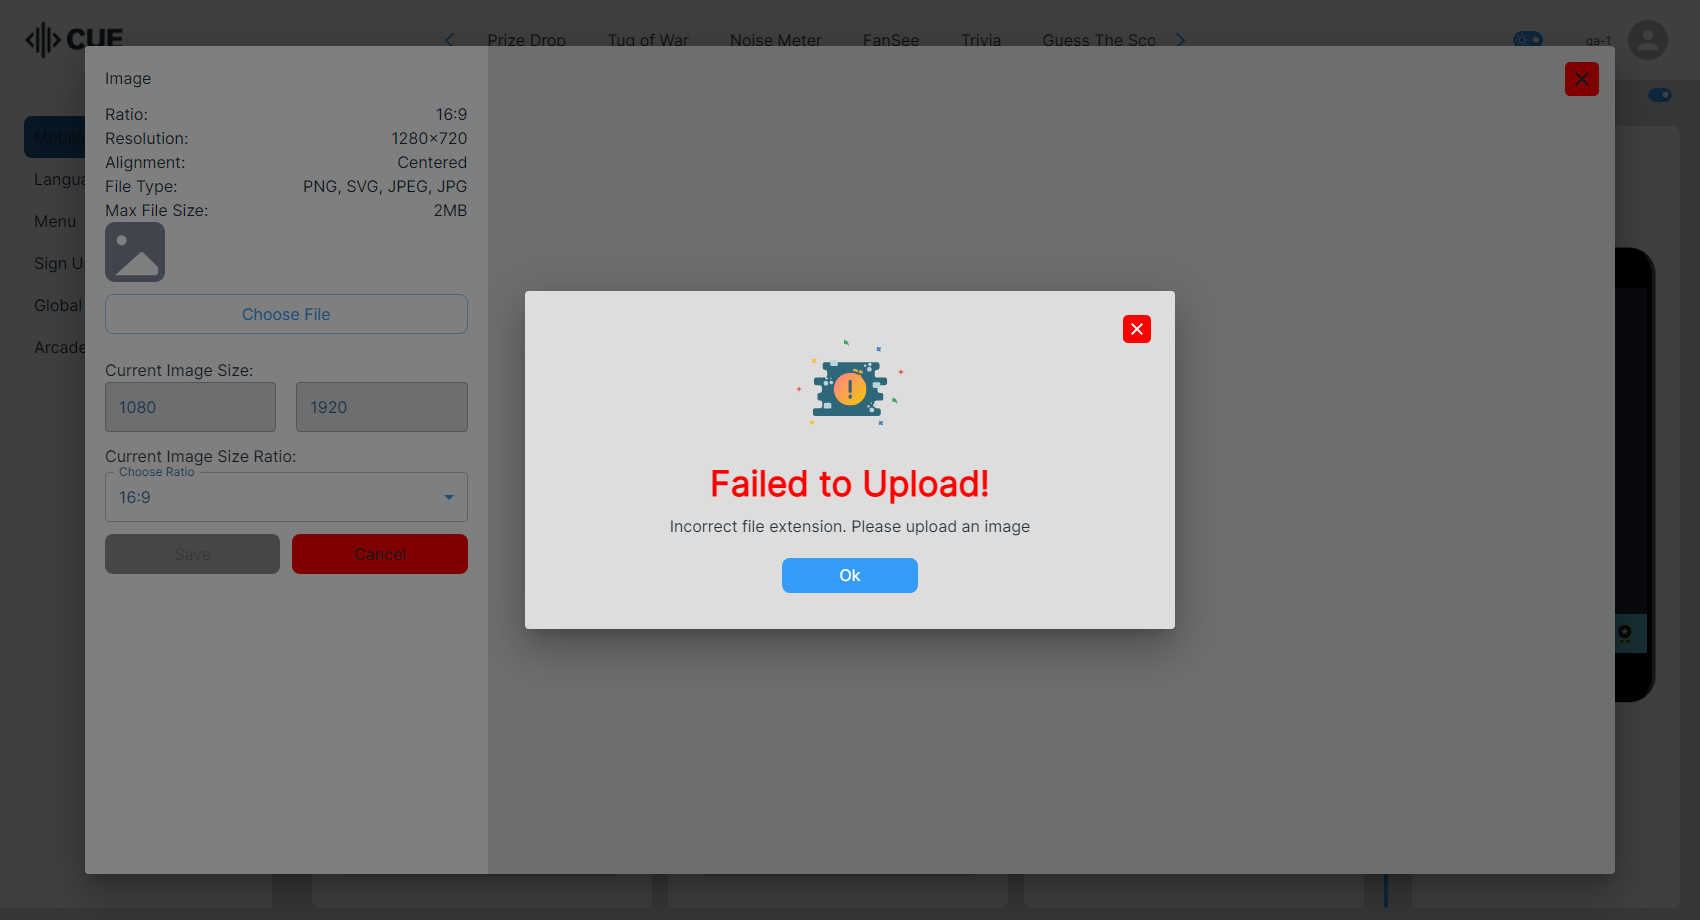 CUE
Prize Drop Tug of War Noise Meter FanSee Trivia Guess The Sco
qa-1
Mobile
Langua
Menu
Sign U
Global
Arcade
Image
Ratio: 16:9
Resolution: 1280×720
Alignment: Centered
File Type: PNG, SVG, JPEG, JPG
Max File Size: 2MB
Choose File
Current Image Size:
1080 1920
Current Image Size Ratio:
Choose Ratio
16:9
Save Cancel
Failed to Upload!
Incorrect file extension. Please upload an image
Ok